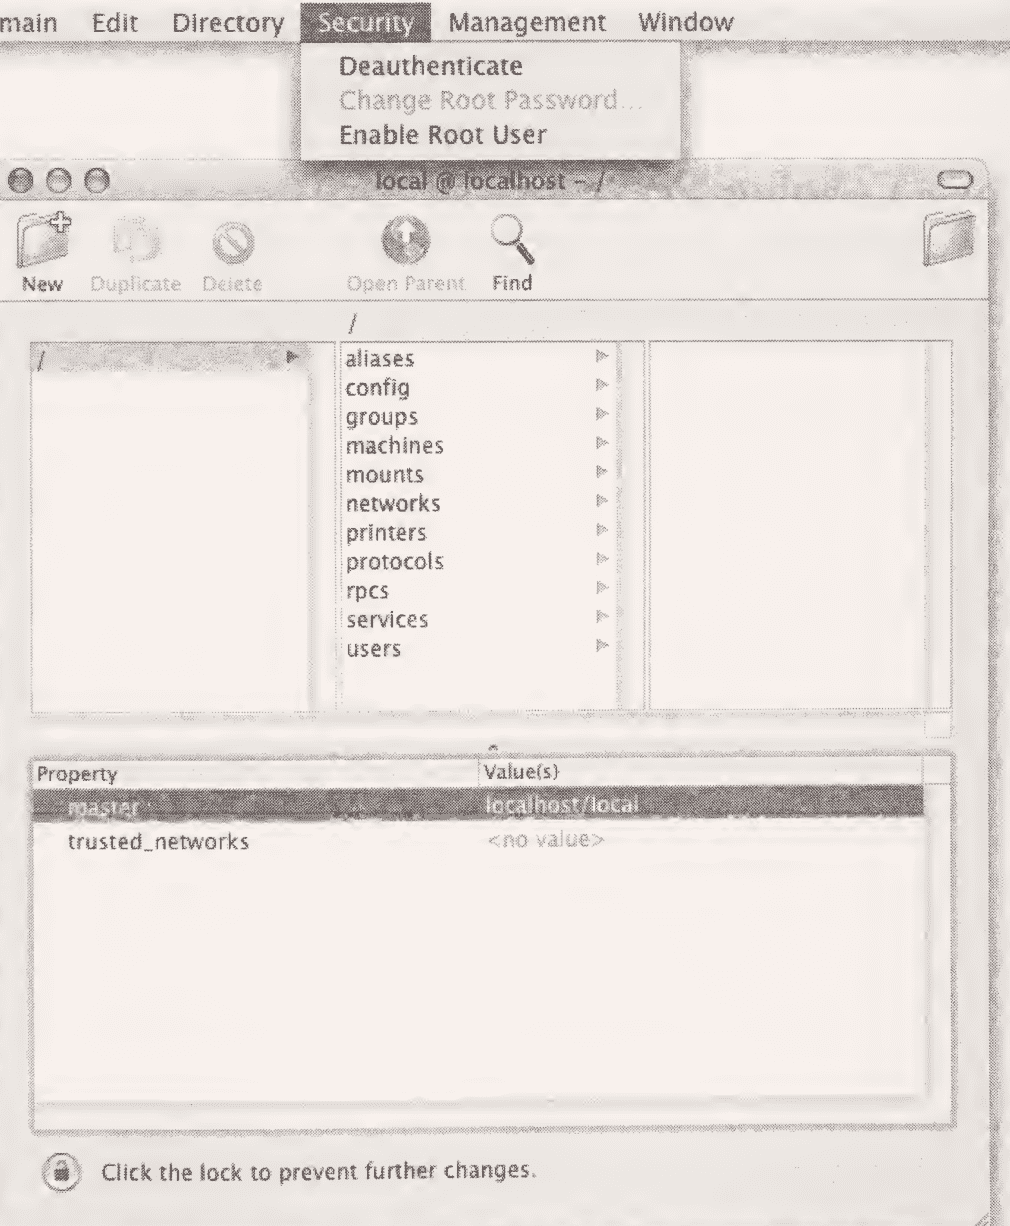 main Edit Directory Security Management Window
Deauthenticate
Change Root Password...
Enable Root User
local @ localhost – /
New Duplicate Delete Open Parent Find
/
/
aliases
config
groups
machines
mounts
networks
printers
protocols
rpcs
services
users
Property Value(s)
master localhost/local
trusted_networks <no value>
Click the lock to prevent further changes.